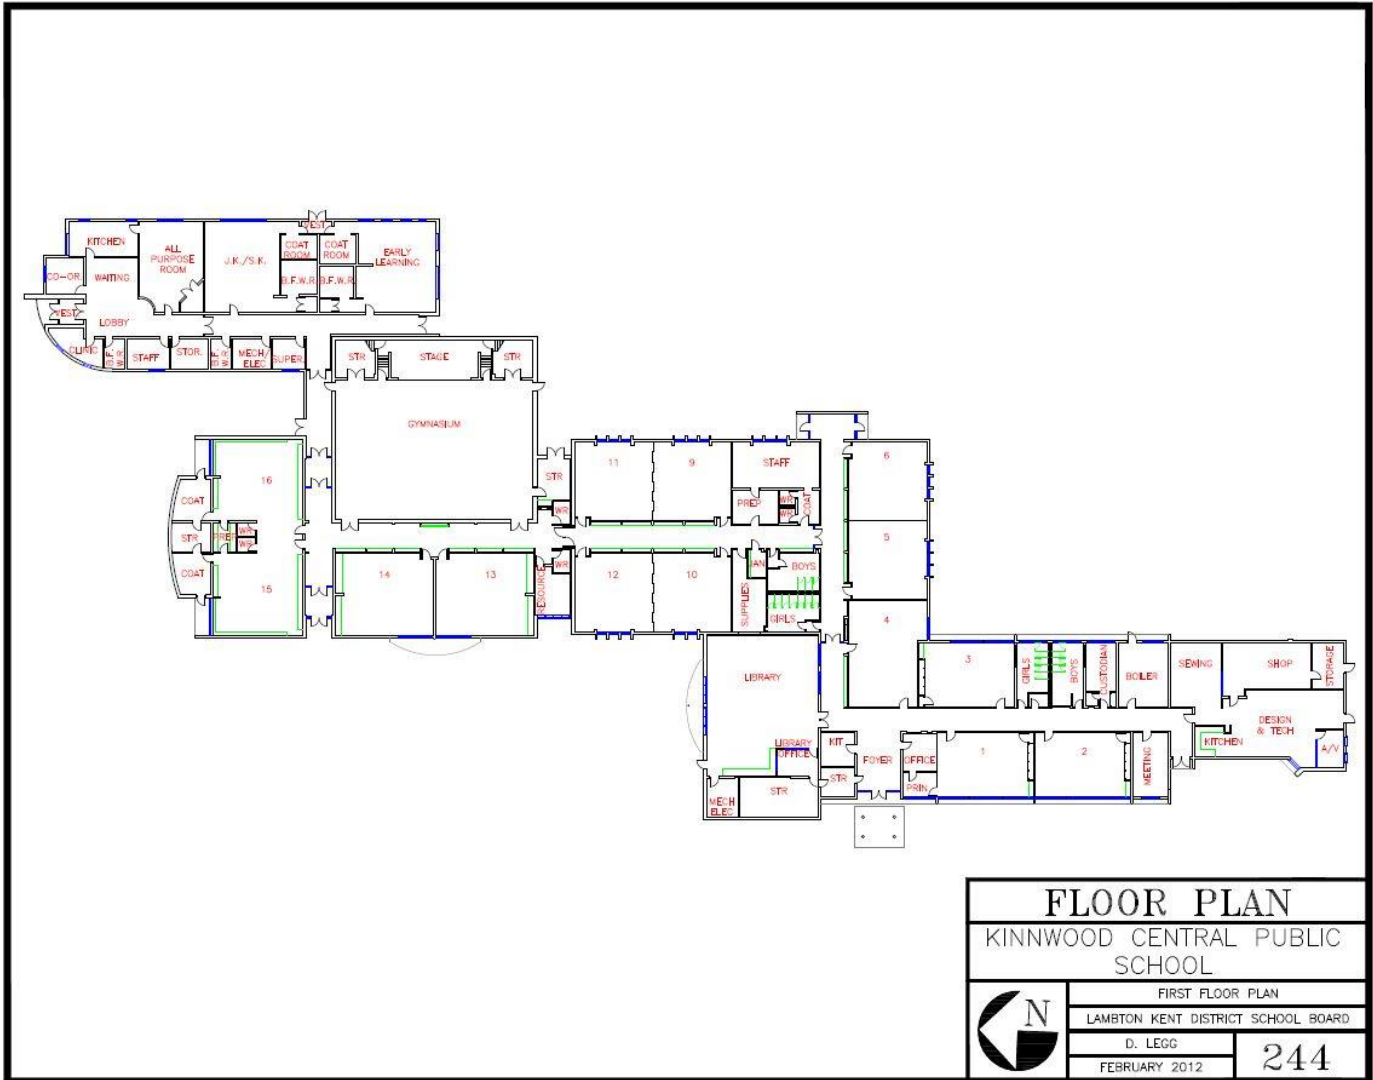 VEST
KITCHEN
ALL
PURPOSE
ROOM
J.K./S.K.
COAT
ROOM
COAT
ROOM
EARLY
LEARNING
CO-OR.
WAITING
B.F.W.R.
B.F.W.R.
VEST
LOBBY
CLINIC
B.F.
W.R.
STAFF
STOR.
B.F.
W.R.
MECH/
ELEC
SUPER.
STR
STAGE
STR
GYMNASIUM
16
COAT
STR
PREP
WR
WR
COAT
15
14
13
STR
WR
RESOURCE
WR
11
9
STAFF
PREP
WR
WR
COAT
12
10
SUPPLIES
JAN
BOYS
GIRLS
6
5
4
LIBRARY
LIBRARY
OFFICE
MECH
ELEC
STR
KIT
STR
FOYER
OFFICE
PRIN
3
GIRLS
BOYS
CUSTODIAN
BOILER
SEWING
SHOP
STORAGE
1
2
MEETING
KITCHEN
DESIGN
& TECH
A/V
FLOOR PLAN
KINNWOOD CENTRAL PUBLIC
SCHOOL
N
FIRST FLOOR PLAN
LAMBTON KENT DISTRICT SCHOOL BOARD
D. LEGG
FEBRUARY 2012
244